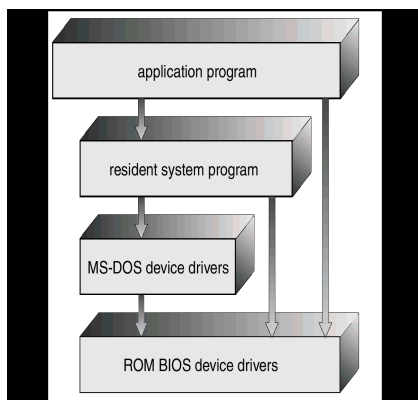 application program
resident system program
MS-DOS device drivers
ROM BIOS device drivers